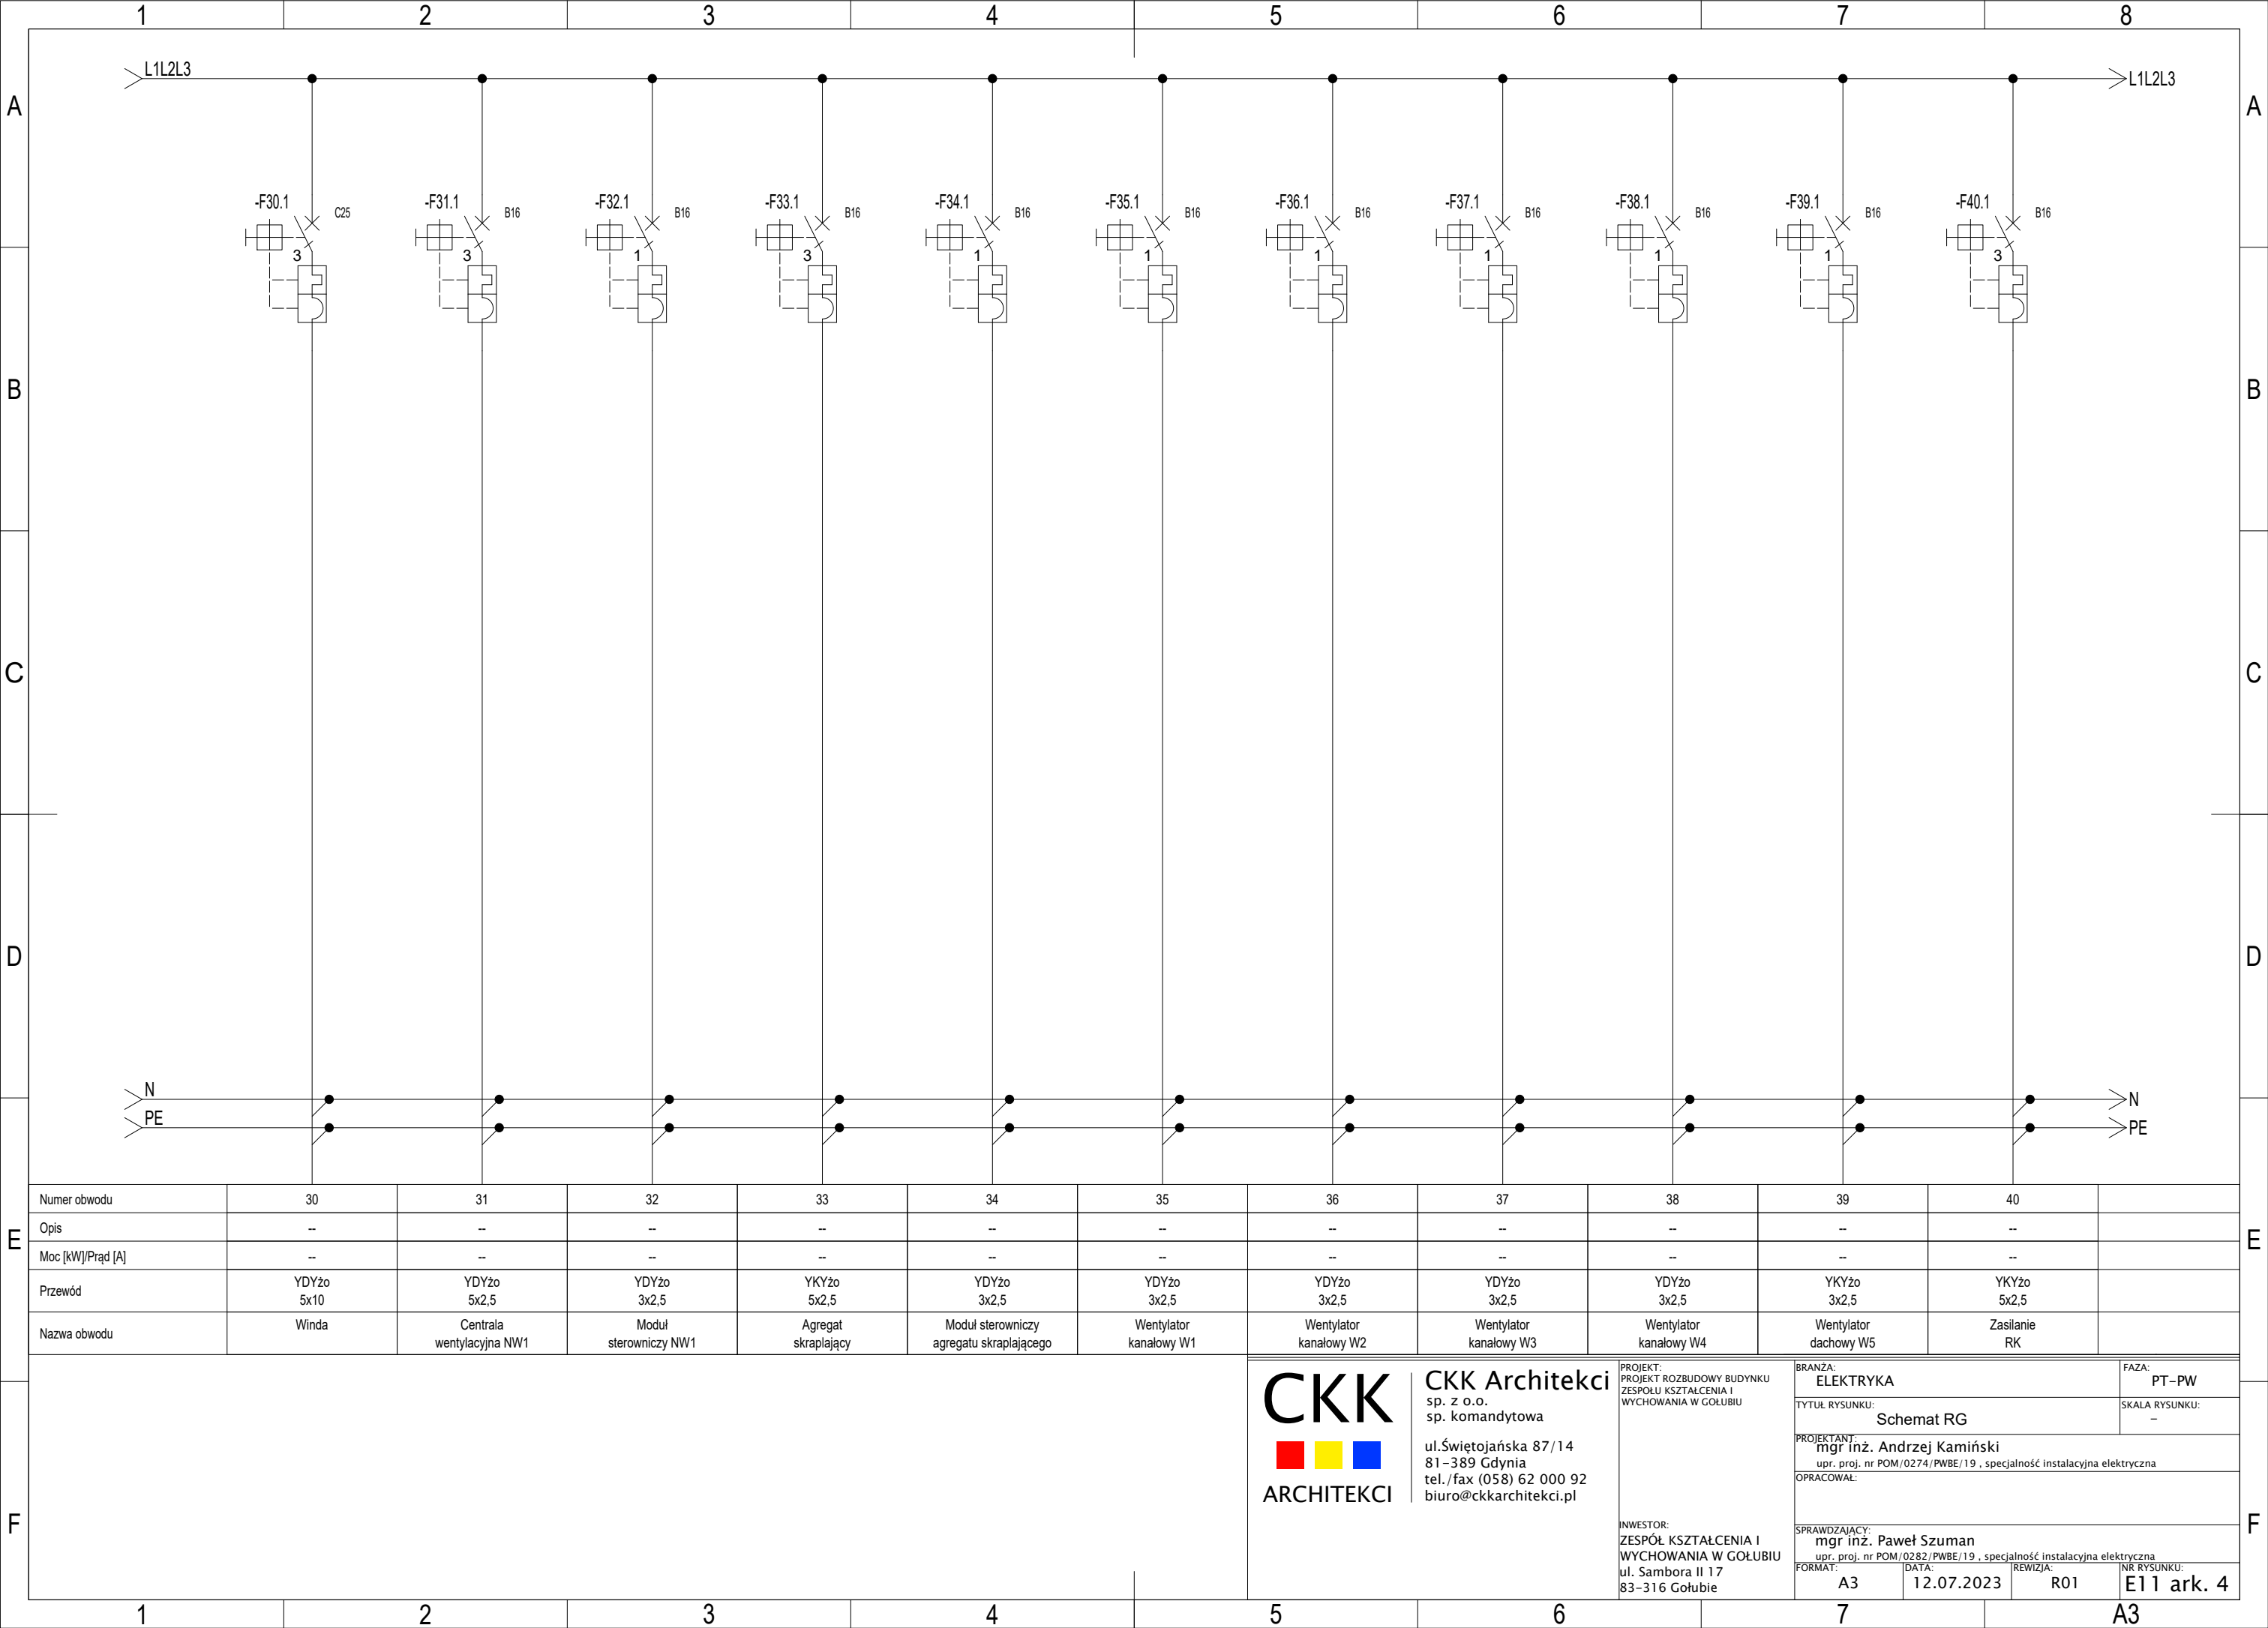 1 2 3 4 5 6 7 8
L1L2L3 L1L2L3
A A
-F30.1 -F31.1 -F32.1 -F33.1 -F34.1 -F35.1 -F36.1 -F37.1 -F38.1 -F39.1 -F40.1
C25 B16 B16 B16 B16 B16 B16 B16 B16 B16 B16
3 3 1 3 1 1 1 1 1 1 3
B B
C C
D D
N N
PE PE
Numer obwodu 30 31 32 33 34 35 36 37 38 39 40
Opis -- -- -- -- -- -- -- -- -- -- --
E E
Moc [kW]/Prąd [A] -- -- -- -- -- -- -- -- -- -- --
Przewód
YDYżo YDYżo YDYżo YKYżo YDYżo YDYżo YDYżo YDYżo YDYżo YKYżo YKYżo
5x10 5x2,5 3x2,5 5x2,5 3x2,5 3x2,5 3x2,5 3x2,5 3x2,5 3x2,5 5x2,5
Nazwa obwodu
Winda
Centrala
wentylacyjna NW1
Moduł
sterowniczy NW1
Agregat
skraplający
Moduł sterowniczy
agregatu skraplającego
Wentylator
kanałowy W1
Wentylator
kanałowy W2
Wentylator
kanałowy W3
Wentylator
kanałowy W4
Wentylator
dachowy W5
Zasilanie
RK
CKK
ARCHITEKCI
CKK Architekci
sp. z o.o.
sp. komandytowa
ul.Świętojańska 87/14
81-389 Gdynia
tel./fax (058) 62 000 92
biuro@ckkarchitekci.pl
PROJEKT:
PROJEKT ROZBUDOWY BUDYNKU
ZESPOŁU KSZTAŁCENIA I
WYCHOWANIA W GOŁUBIU
INWESTOR:
ZESPÓŁ KSZTAŁCENIA I
WYCHOWANIA W GOŁUBIU
ul. Sambora II 17
83-316 Gołubie
BRANŻA:
ELEKTRYKA
FAZA:
PT-PW
TYTUŁ RYSUNKU:
Schemat RG
SKALA RYSUNKU:
-
PROJEKTANT:
mgr inż. Andrzej Kamiński
upr. proj. nr POM/0274/PWBE/19 , specjalność instalacyjna elektryczna
OPRACOWAŁ:
SPRAWDZAJĄCY:
mgr inż. Paweł Szuman
upr. proj. nr POM/0282/PWBE/19 , specjalność instalacyjna elektryczna
FORMAT:
A3
DATA:
12.07.2023
REWIZJA:
R01
NR RYSUNKU:
E11 ark. 4
F F
1 2 3 4 5 6 7 A3